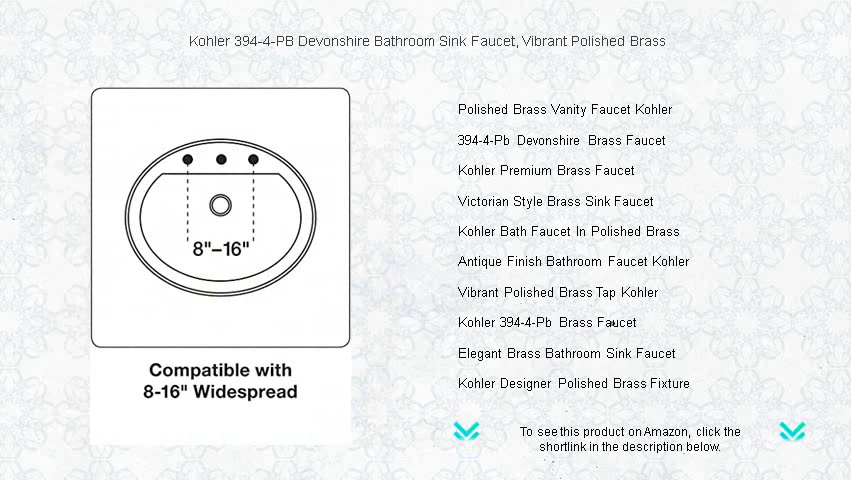 Kohler 394-4-PB Devonshire Bathroom Sink Faucet, Vibrant Polished Brass
8"–16"
Compatible with
8-16" Widespread
Polished Brass Vanity Faucet Kohler
394-4-Pb Devonshire Brass Faucet
Kohler Premium Brass Faucet
Victorian Style Brass Sink Faucet
Kohler Bath Faucet In Polished Brass
Antique Finish Bathroom Faucet Kohler
Vibrant Polished Brass Tap Kohler
Kohler 394-4-Pb Brass Faucet
Elegant Brass Bathroom Sink Faucet
Kohler Designer Polished Brass Fixture
To see this product on Amazon, click the
shortlink in the description below.